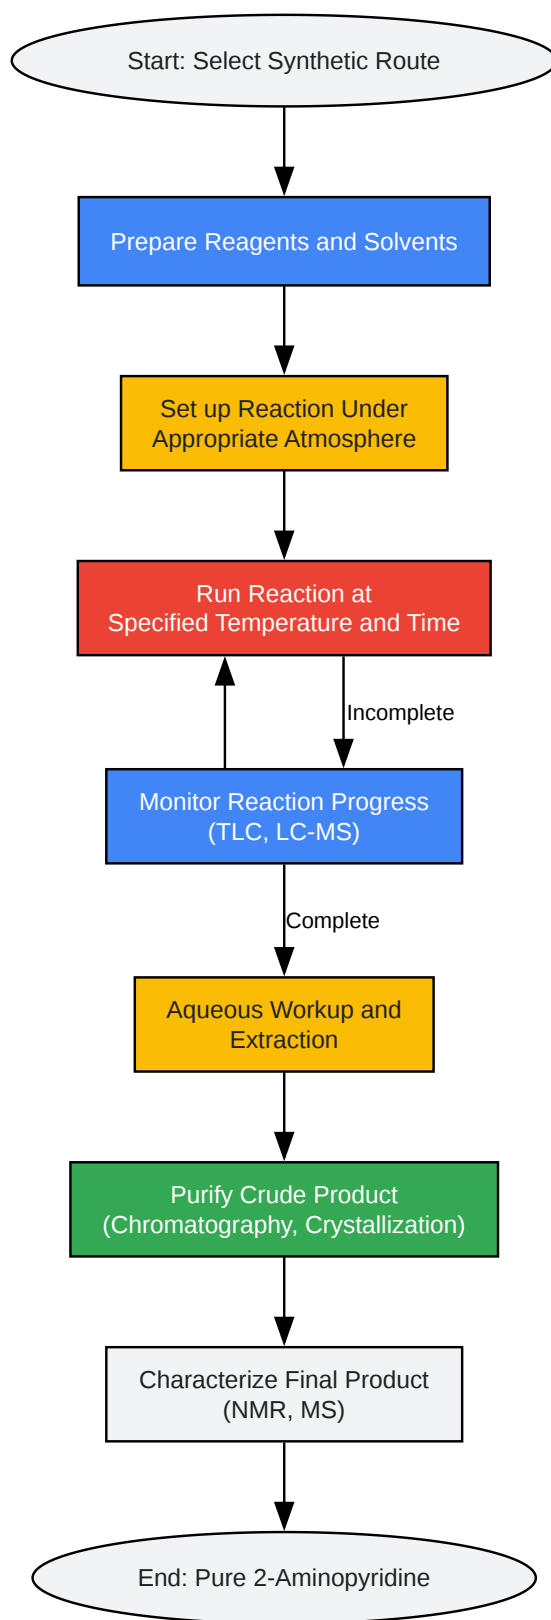 Start: Select Synthetic Route
Prepare Reagents and Solvents
Set up Reaction Under
Appropriate Atmosphere
Run Reaction at
Specified Temperature and Time
Incomplete
Monitor Reaction Progress
(TLC, LC-MS)
Complete
Aqueous Workup and
Extraction
Purify Crude Product
(Chromatography, Crystallization)
Characterize Final Product
(NMR, MS)
End: Pure 2-Aminopyridine